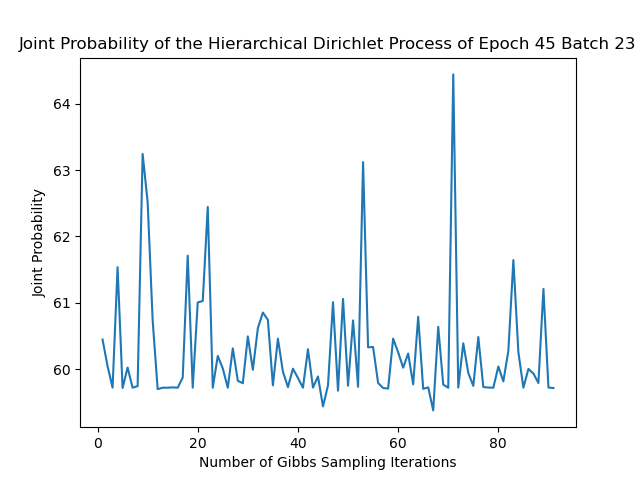 Joint Probability of the Hierarchical Dirichlet Process of Epoch 45 Batch 23
64
63
62
61
60
Joint Probability
0 20 40 60 80
Number of Gibbs Sampling Iterations